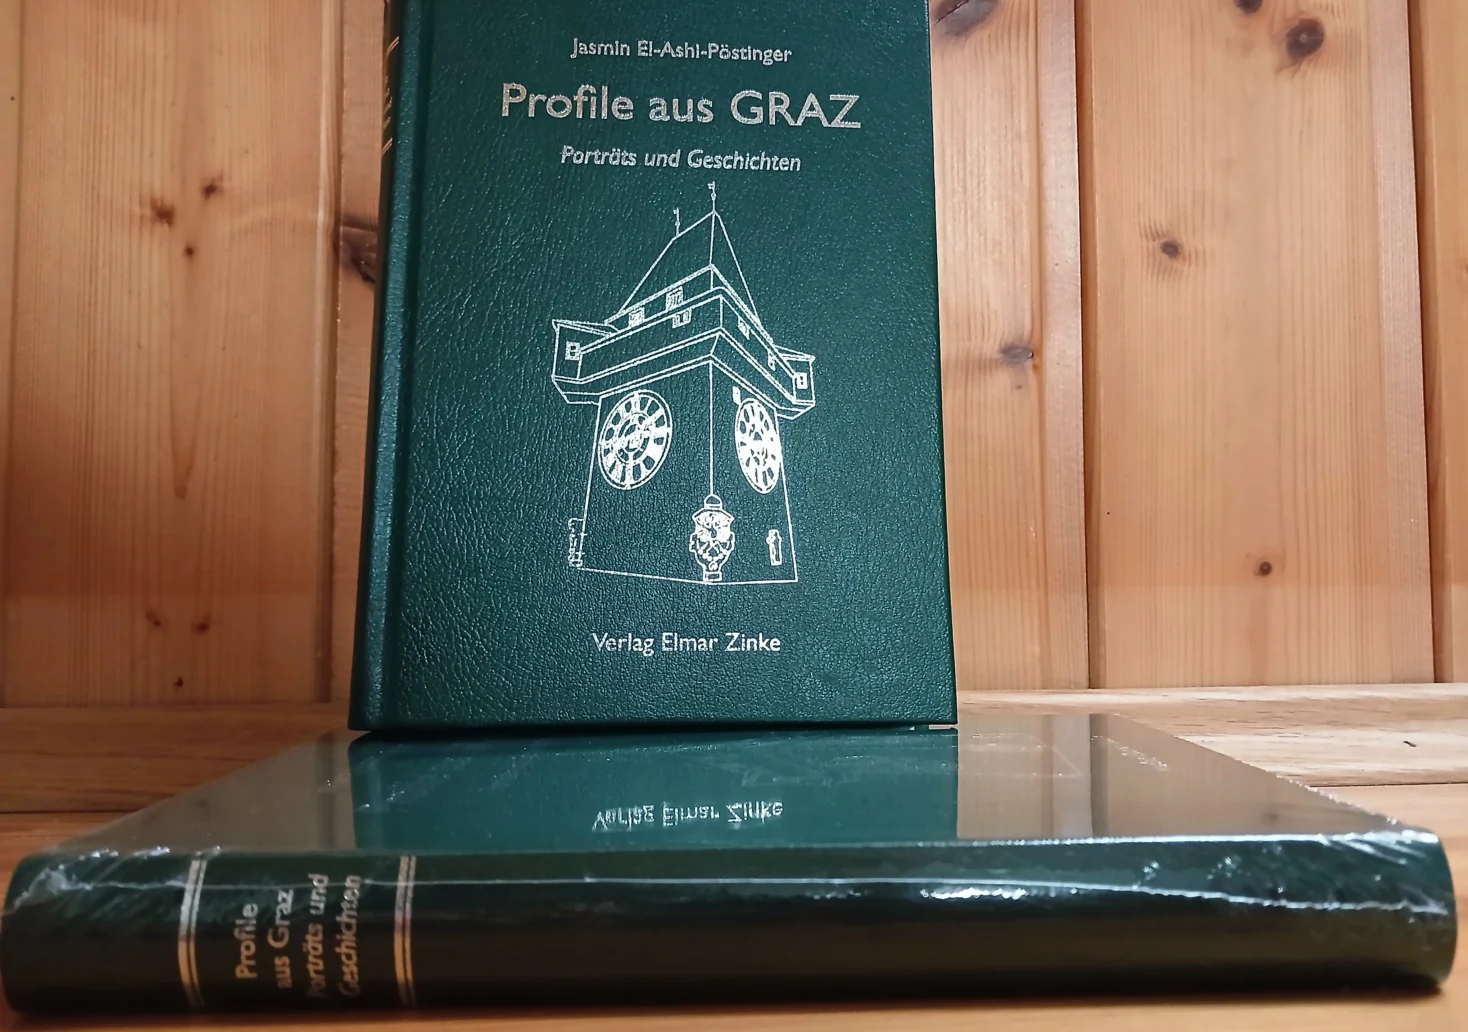 Jasmin El-Ashi-Pöstinger
Profile aus GRAZ
Porträts und Geschichten
Verlag Elmar Zinke
Verlag Elmar Zinke
Profile
aus Graz
Porträts und
Geschichten